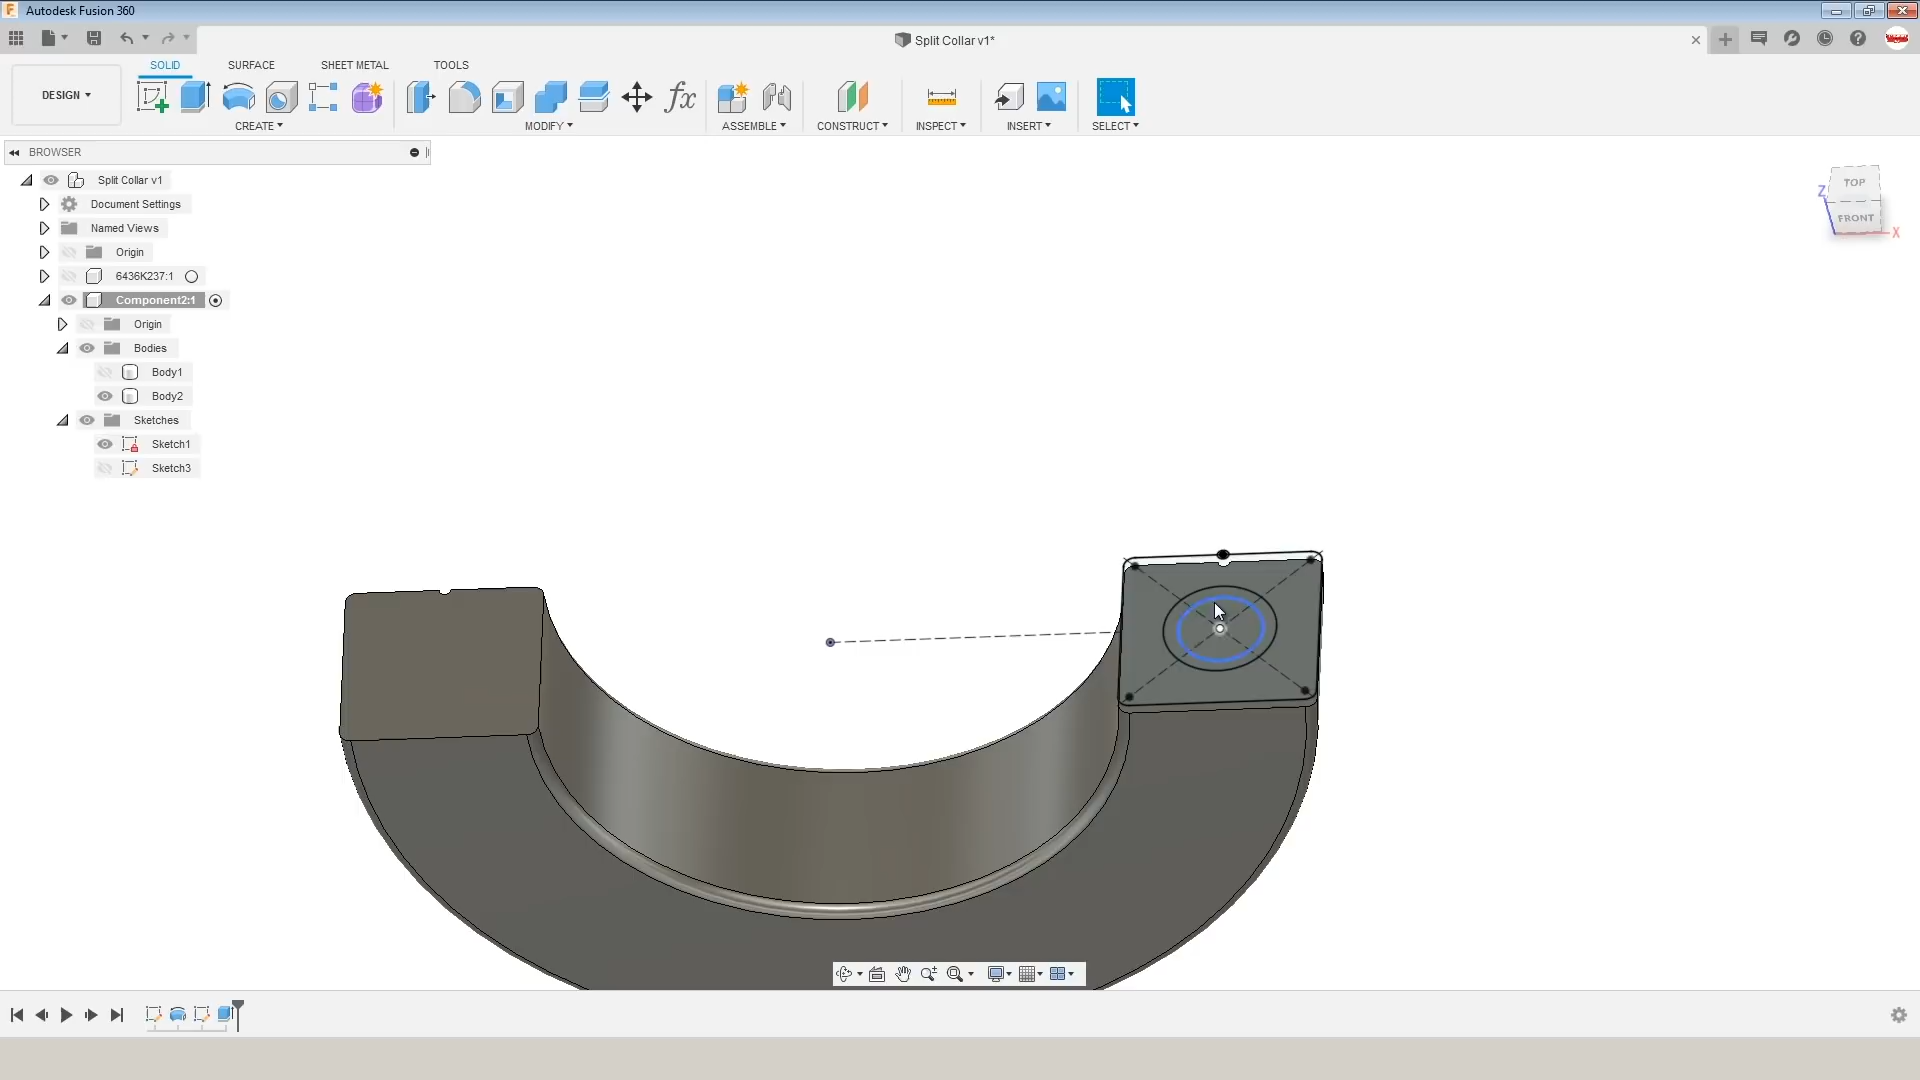 Autodesk Fusion 360
Split Collar v1*
SOLID SURFACE SHEET METAL TOOLS
DESIGN
CREATE MODIFY ASSEMBLE CONSTRUCT INSPECT INSERT SELECT
BROWSER
Split Collar v1
Document Settings
Named Views
Origin
6436K237:1
Component2:1
Origin
Bodies
Body1
Body2
Sketches
Sketch1
Sketch3
TOP
Z
FRONT
X